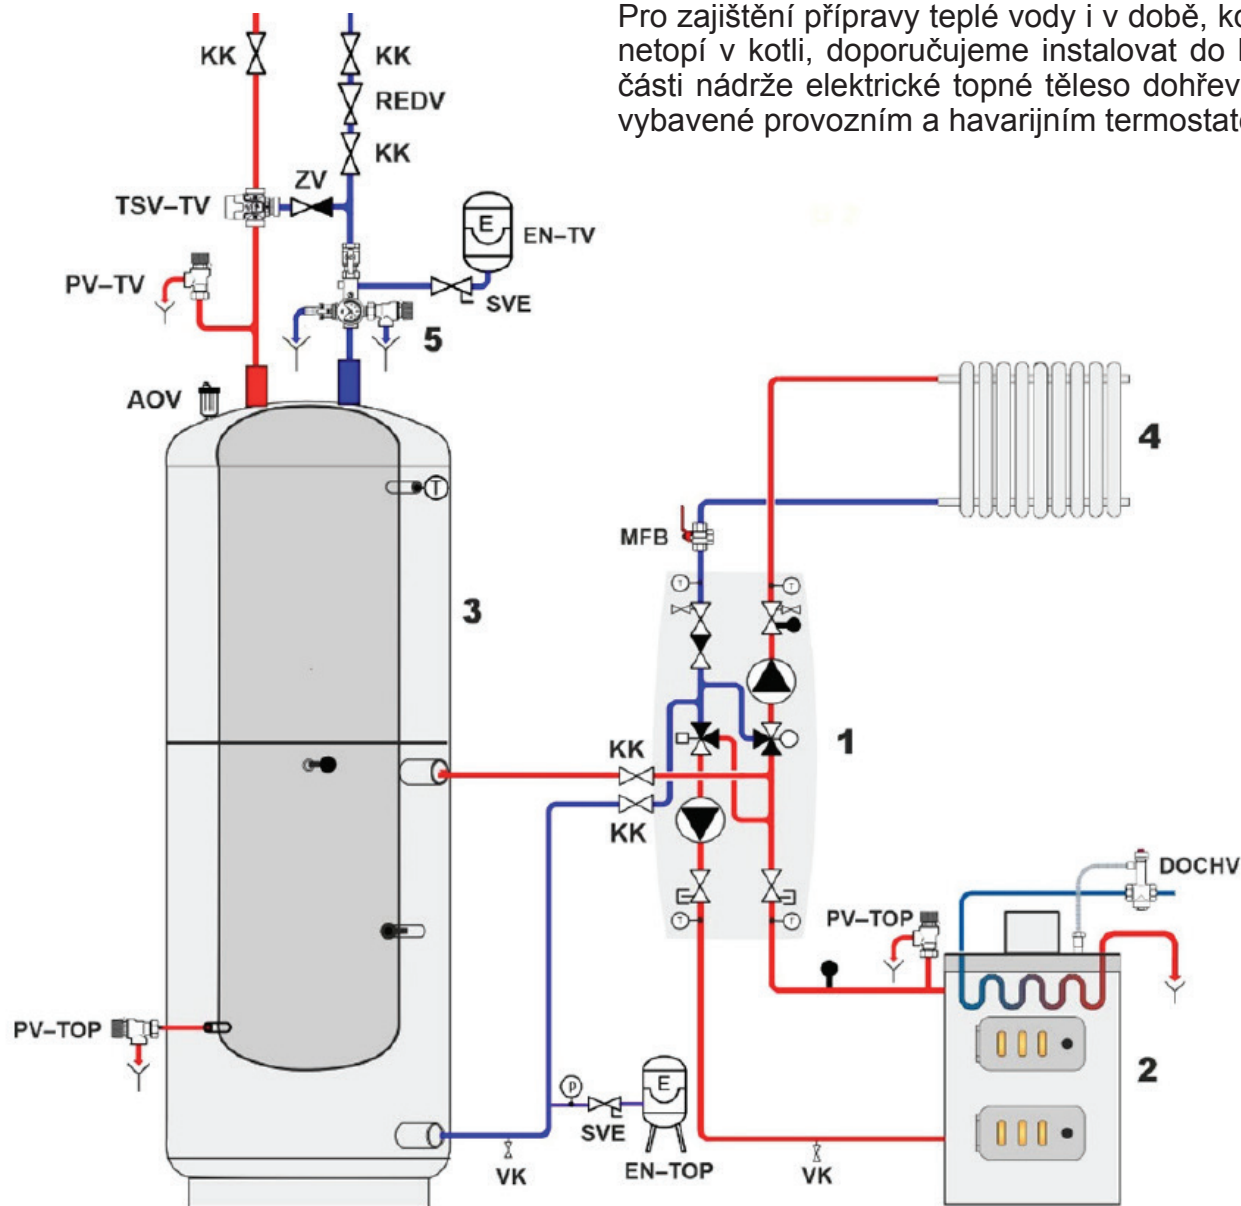 Pro zajištění přípravy teplé vody i v době, k
netopí v kotli, doporučujeme instalovat do
části nádrže elektrické topné těleso
vybavené provozním a havarijním
KK
KK
REDV
KK
ZV
TSV–TV
E
EN–TV
PV–TV
SVE
5
AOV
T
4
MFB
T
T
3
1
KK
KK
DOCHV
PV–TOP
T
T
PV–TOP
2
P
E
SVE
VK
EN–TOP
VK